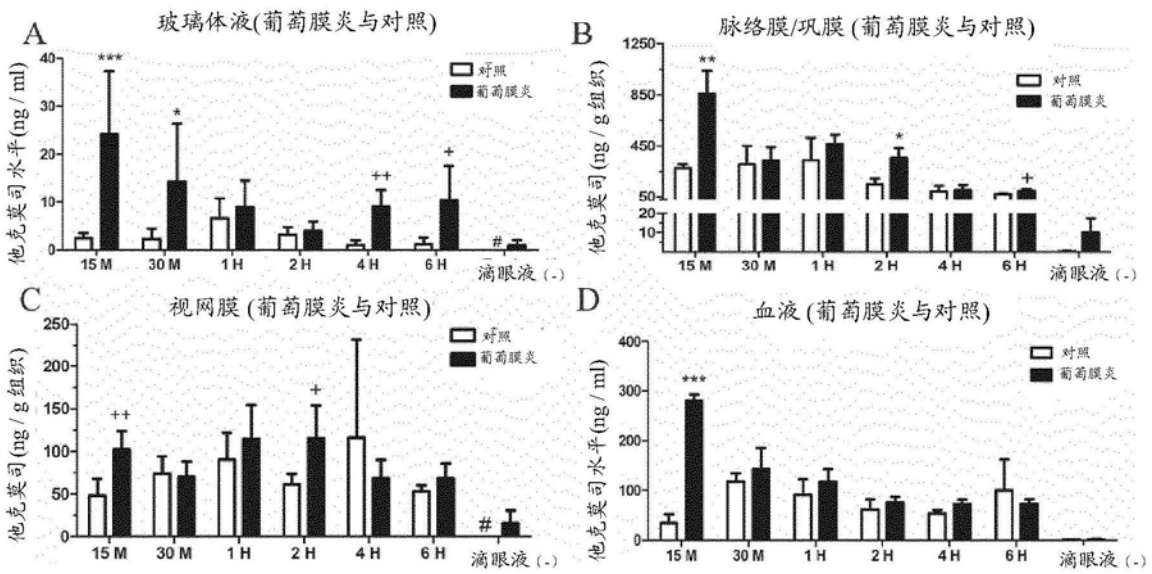 A
玻璃体液(葡萄膜炎与对照)
他克莫司水平(ng / ml)
40
30
20
10
0
***
*
++
+
#
对照
葡萄膜炎
15 M
30 M
1 H
2 H
4 H
6 H
滴眼液 (-)
B
脉络膜/巩膜 (葡萄膜炎与对照)
他克莫司(ng / g 组织)
1250
850
450
50
20
10
**
*
+
对照
葡萄膜炎
15 M
30 M
1 H
2 H
4 H
6 H
滴眼液 (-)
C
视网膜 (葡萄膜炎与对照)
他克莫司(ng / g 组织)
250
200
150
100
50
0
++
+
#
对照
葡萄膜炎
15 M
30 M
1 H
2 H
4 H
6 H
滴眼液 (-)
D
血液 (葡萄膜炎与对照)
他克莫司水平(ng / ml)
400
300
200
100
0
***
对照
葡萄膜炎
15 M
30 M
1 H
2 H
4 H
6 H
滴眼液 (-)